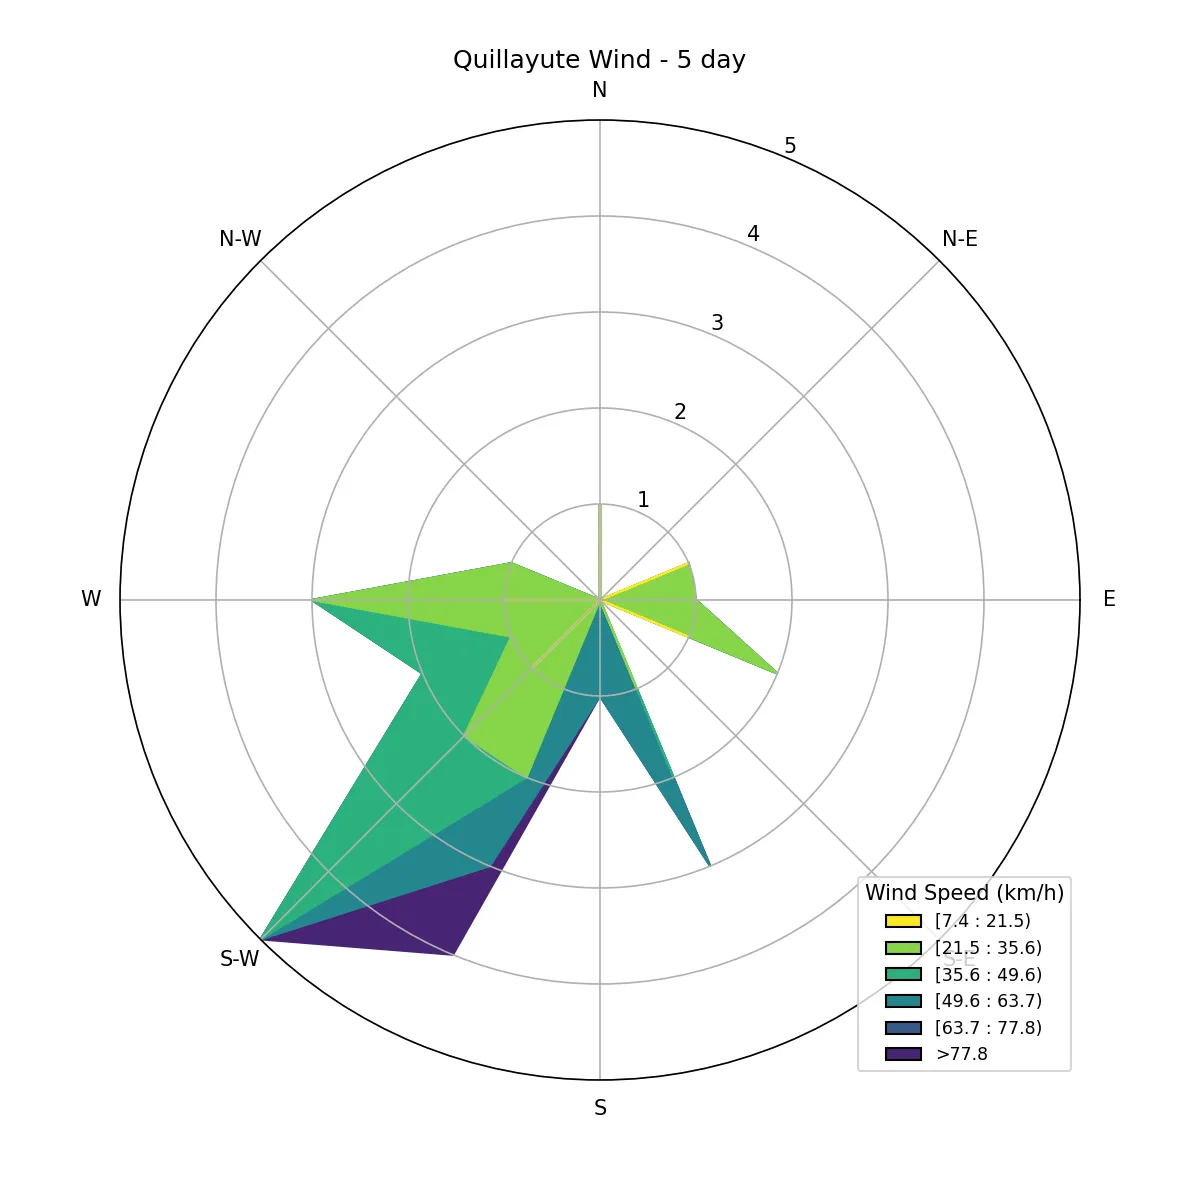 Quillayute Wind - 5 day
N
5
N-W
N-E
4
3
2
1
W
E
Wind Speed (km/h)
[7.4 : 21.5)
[21.5 : 35.6)
S-W
S-E
[35.6 : 49.6)
[49.6 : 63.7)
[63.7 : 77.8)
>77.8
S